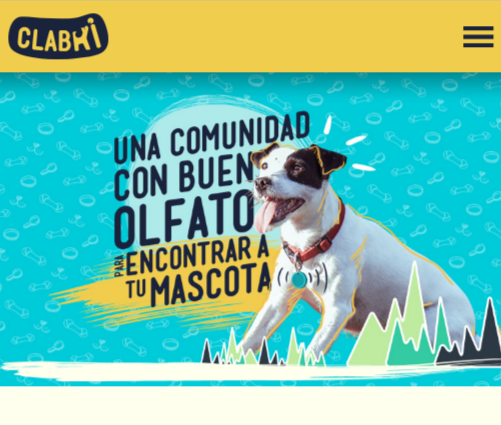 CLABKI
UNA COMUNIDAD
CON BUEN
OLFATO
PARA
ENCONTRAR A
TU MASCOTA